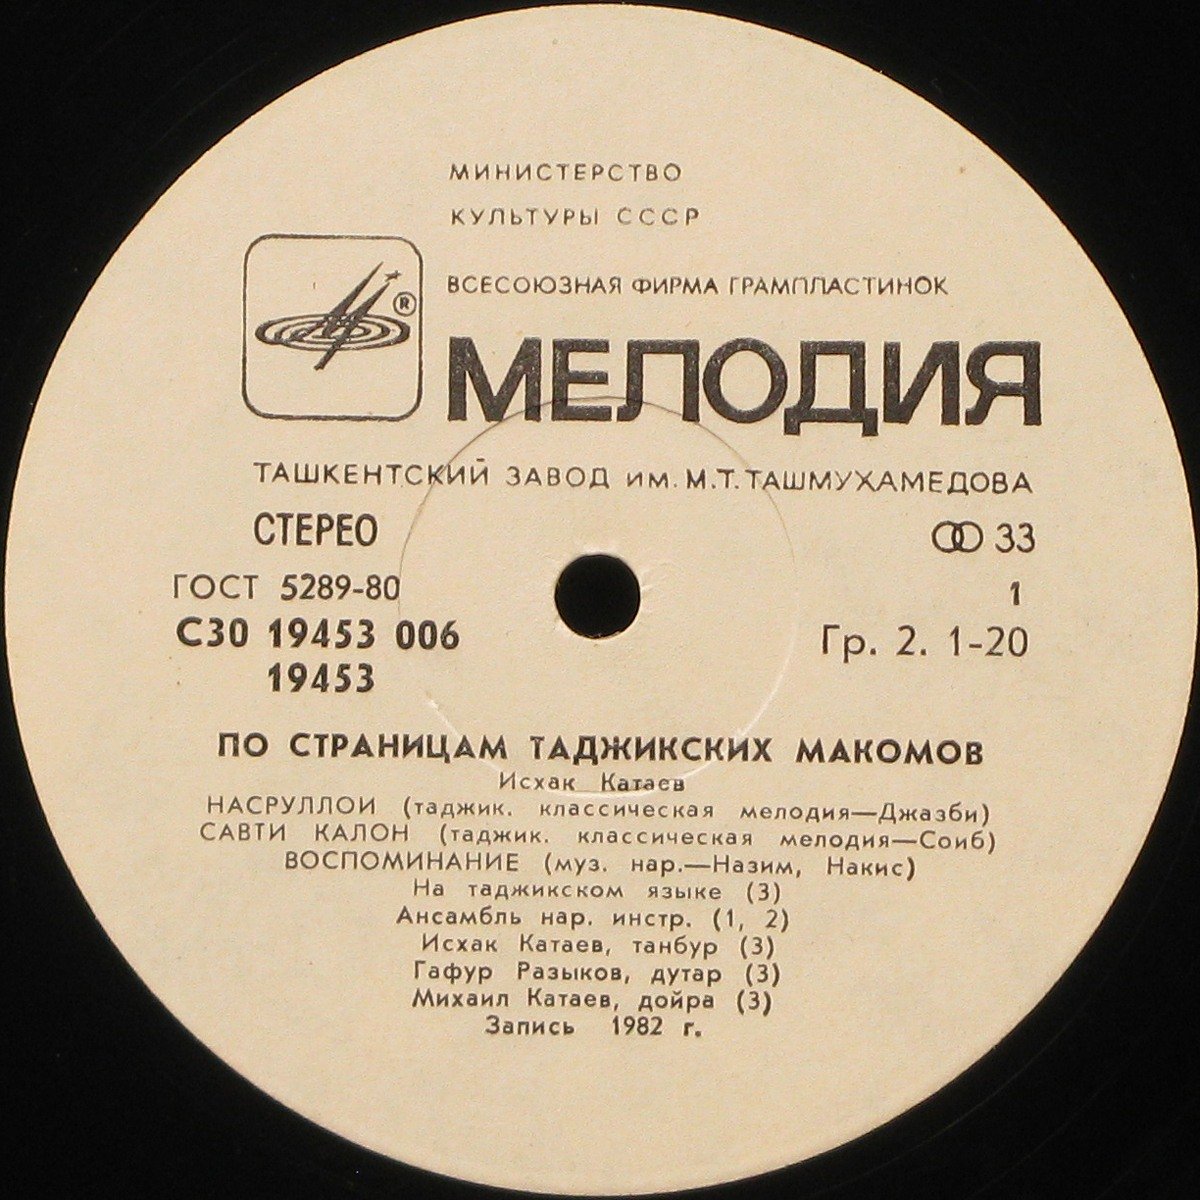 МИНИСТЕРСТВО
КУЛЬТУРЫ СССР
ВСЕСОЮЗНАЯ ФИРМА ГРАМПЛАСТИНОК
®
МЕЛОДИЯ
ТАШКЕНТСКИЙ ЗАВОД им. М.Т.ТАШМУХАМЕДОВА
СТЕРЕО
33
ГОСТ 5289-80
1
С30 19453 006
Гр. 2. 1-20
19453
ПО СТРАНИЦАМ ТАДЖИКСКИХ МАКОМОВ
Исхак Катаев
НАСРУЛЛОИ (таджик. классическая мелодия—Джазби)
САВТИ КАЛОН (таджик. классическая мелодия—Соиб)
ВОСПОМИНАНИЕ (муз. нар.—Назим, Накис)
На таджикском языке (3)
Ансамбль нар. инстр. (1, 2)
Исхак Катаев, танбур (3)
Гафур Разыков, дутар (3)
Михаил Катаев, дойра (3)
Запись 1982 г.